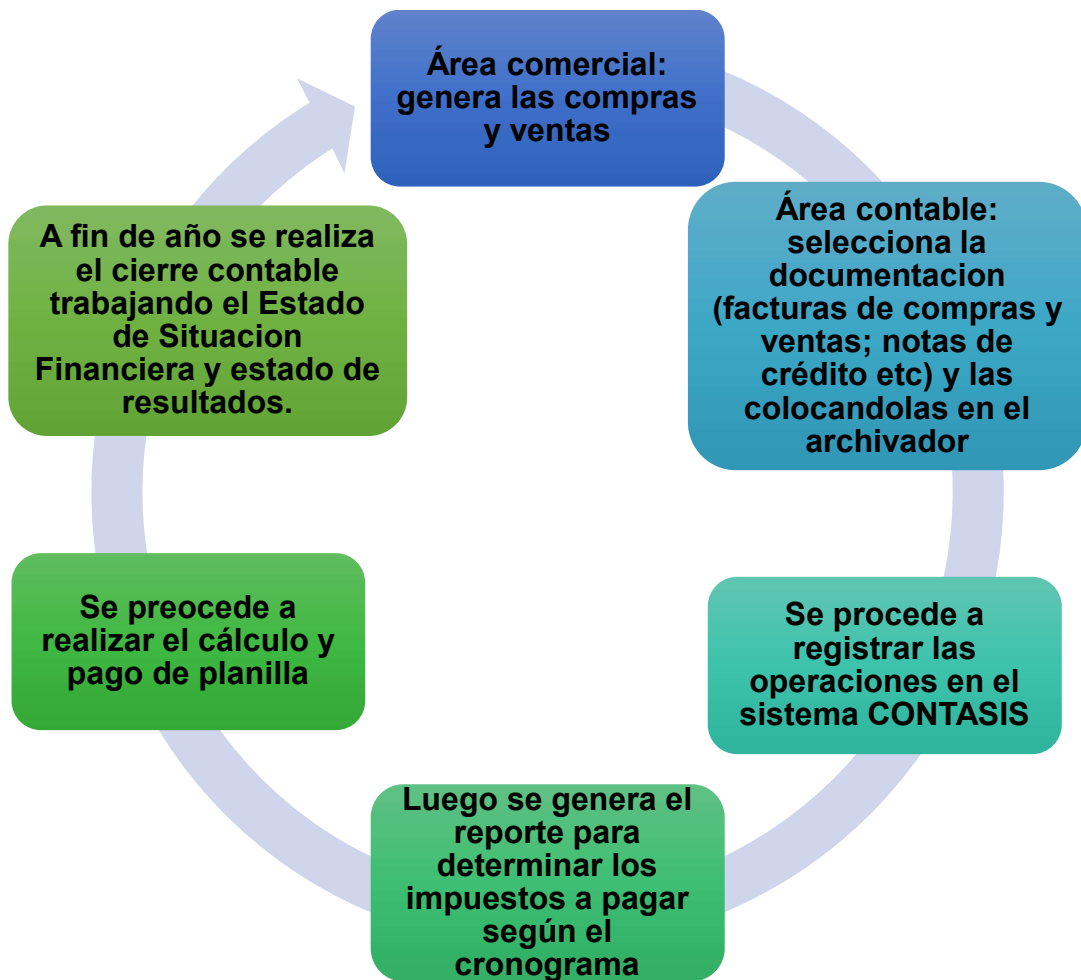 Área comercial:
genera las compras
y ventas
Área contable:
selecciona la
documentacion
(facturas de compras y
ventas; notas de
crédito etc) y las
colocandolas en el
archivador
Se procede a
registrar las
operaciones en el
sistema CONTASIS
Luego se genera el
reporte para
determinar los
impuestos a pagar
según el
cronograma
Se preocede a
realizar el cálculo y
pago de planilla
A fin de año se realiza
el cierre contable
trabajando el Estado
de Situacion
Financiera y estado de
resultados.